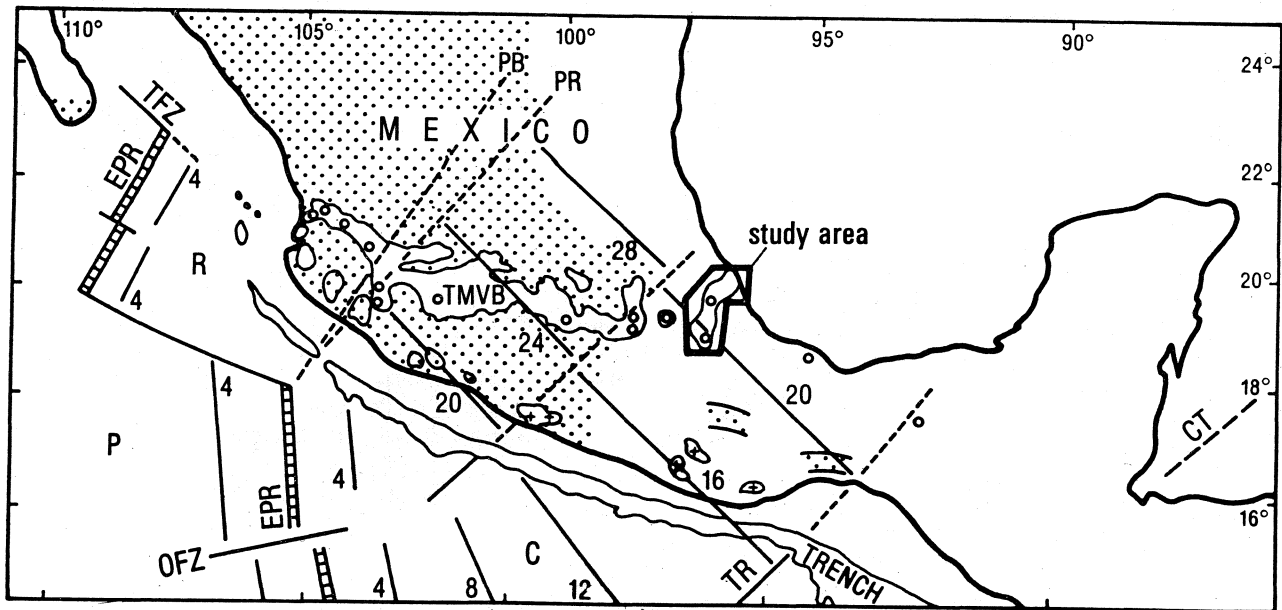 110° 105° 100° 95° 90°
24°
PB
PR
TFZ
MEXICO
EPR
4
22°
28
study area
R
20°
4
TMVB
24
20
20
18°
4
CT
P
4
16
16°
EPR
OFZ
C
TR
TRENCH
4 8 12